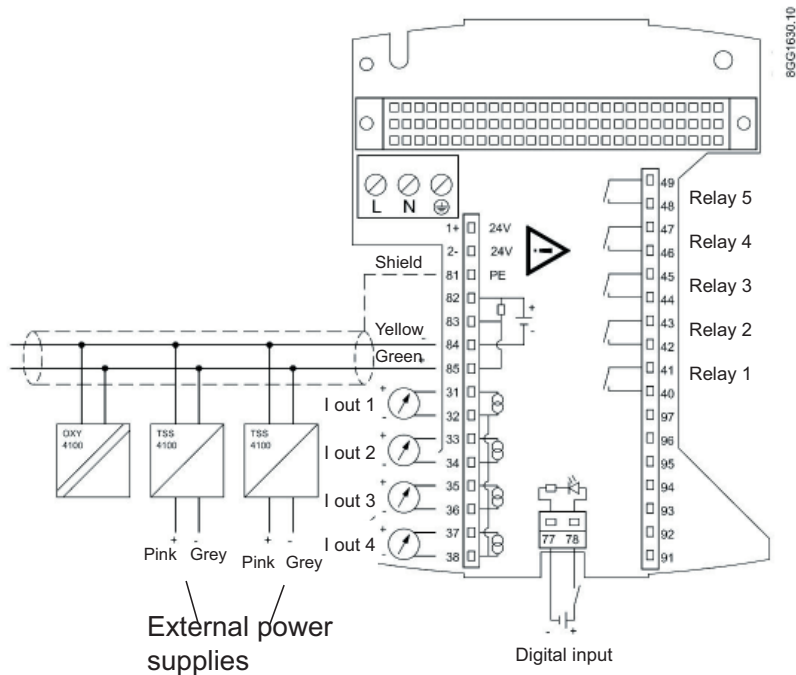 8GG1630.10
L N
1+ 24V
2- 24V
Shield 81 PE
82 +
83 -
Yellow - 84
Green + 85
I out 1 + 31
- 32
I out 2 + 33
- 34
I out 3 + 35
- 36
I out 4 + 37
- 38
49
48 Relay 5
47
46 Relay 4
45
44 Relay 3
43
42 Relay 2
41
40 Relay 1
97
96
95
94
93
92
91
OXY
4100
TSS
4100
TSS
4100
+ -
Pink Grey
+ -
Pink Grey
External power
supplies
77 78
- +
Digital input